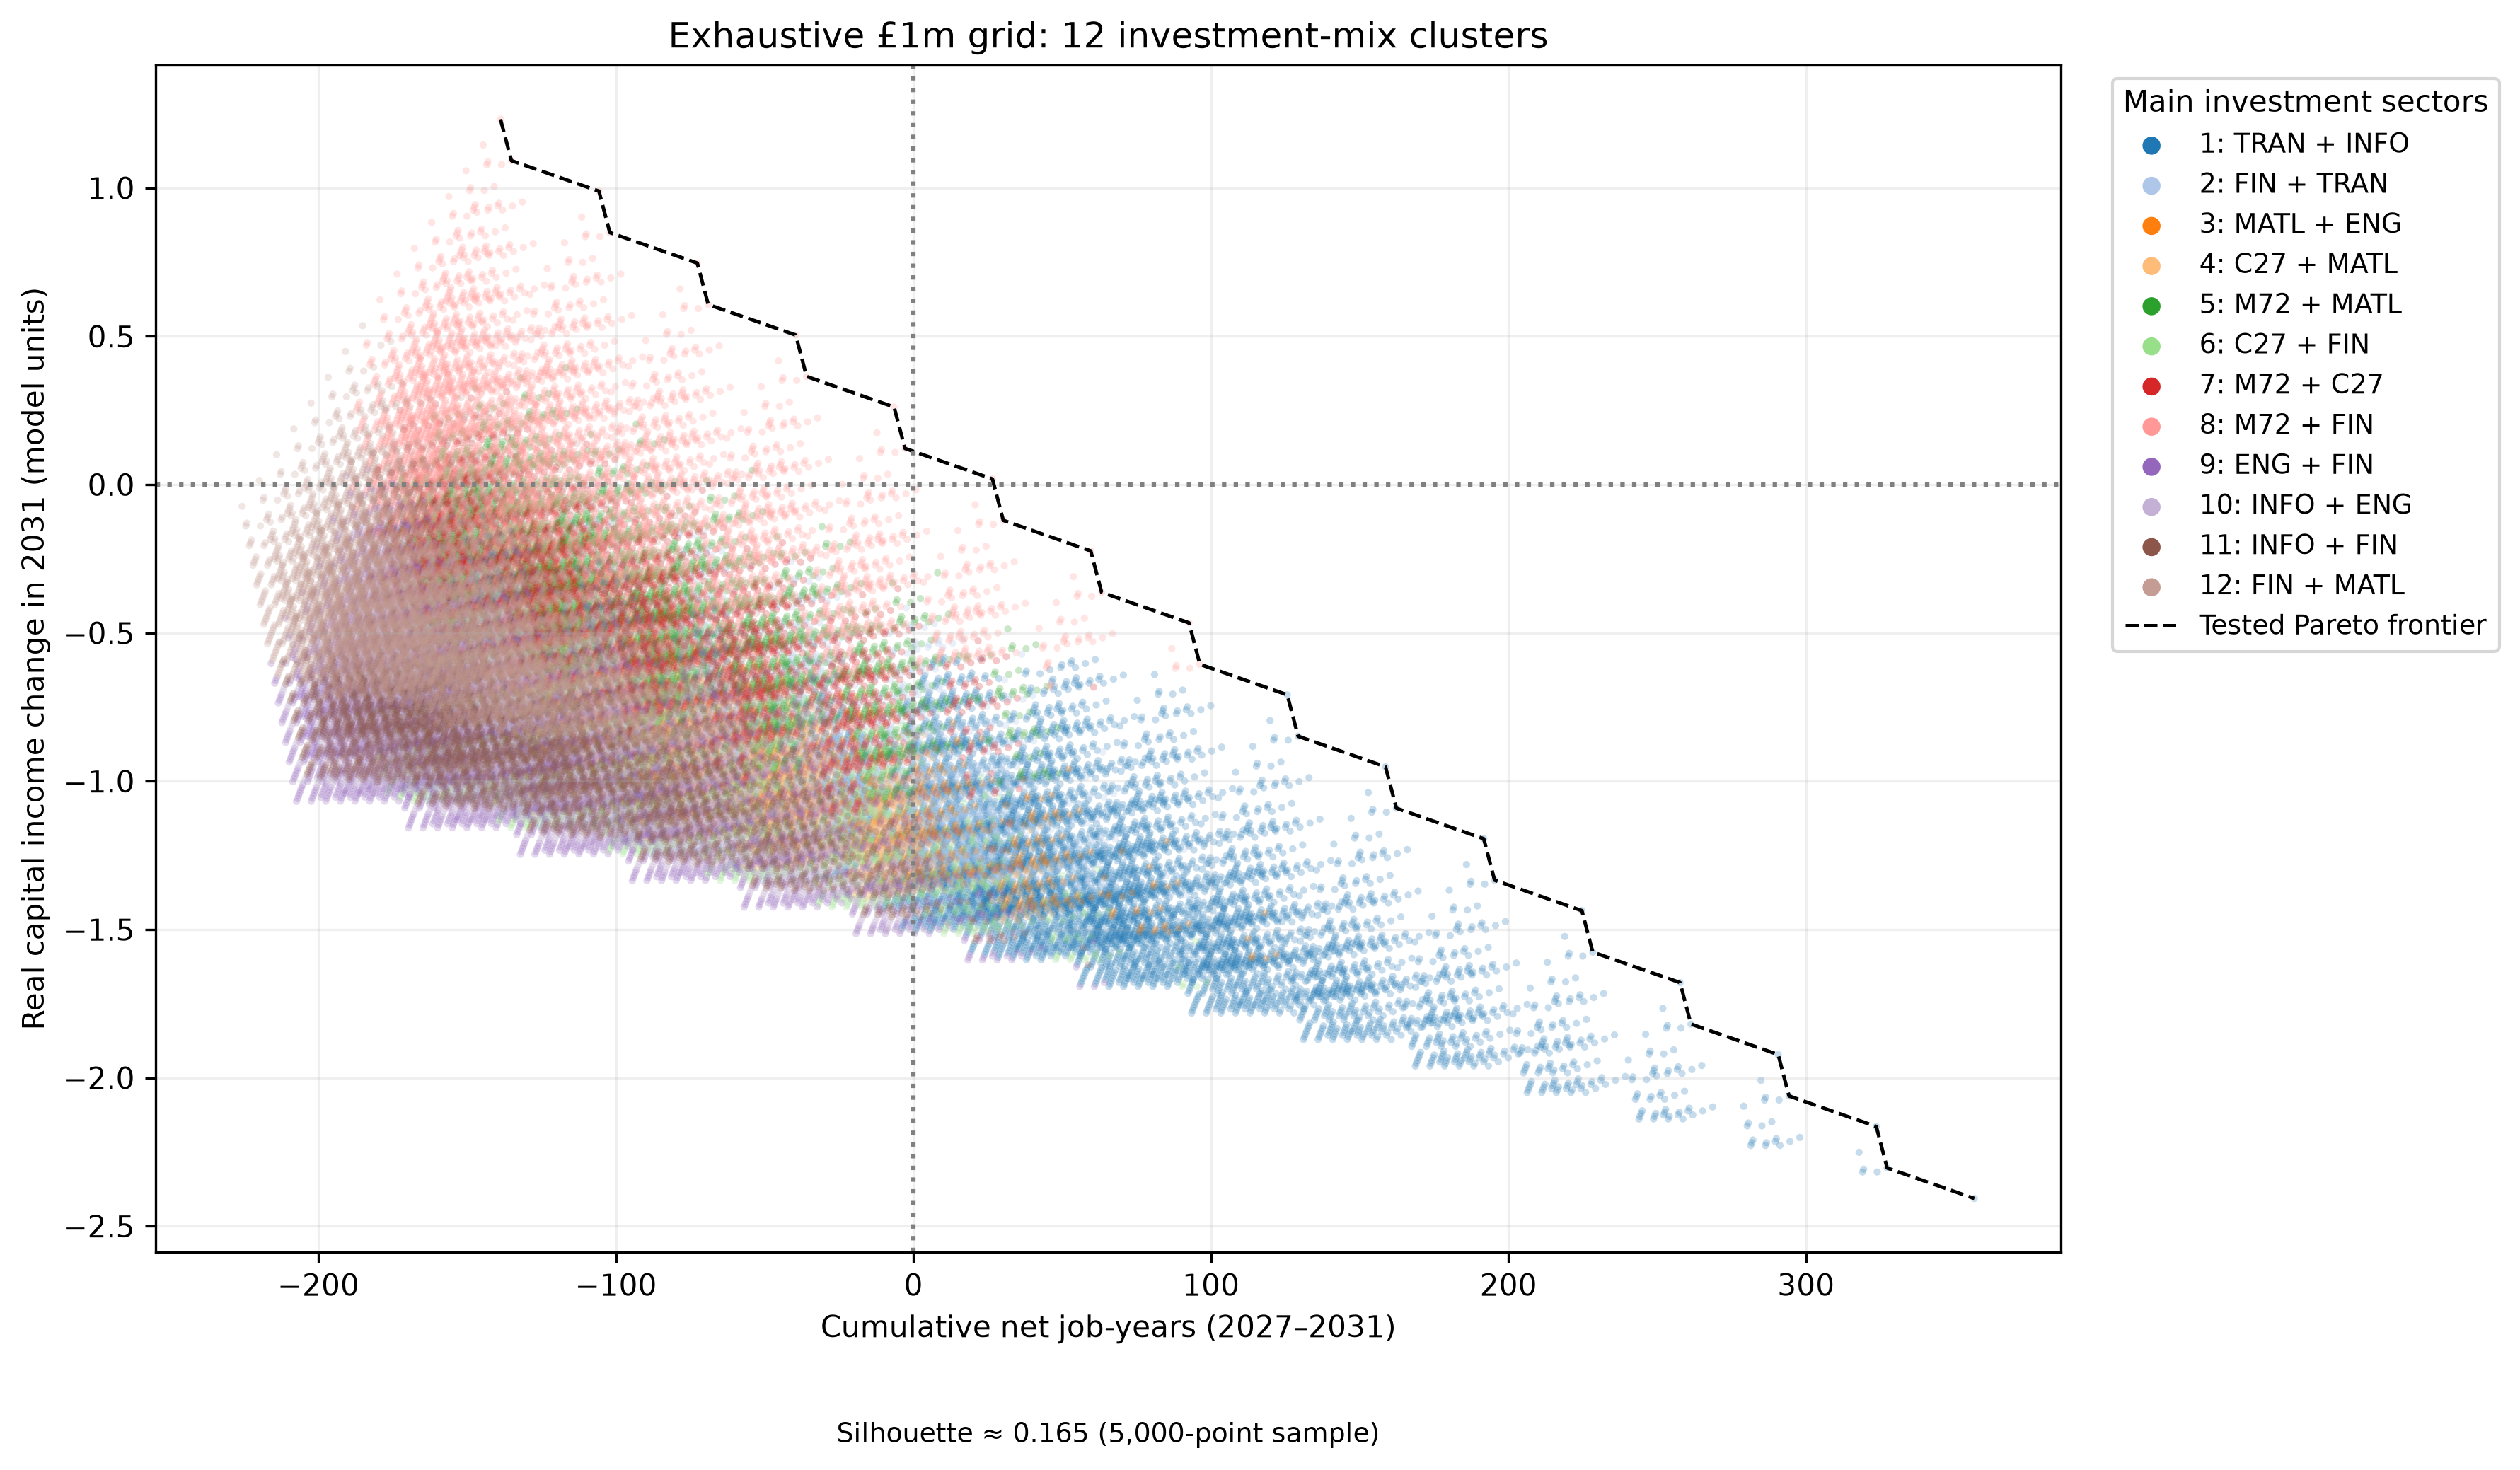 Exhaustive £1m grid: 12 investment-mix clusters
Real capital income change in 2031 (model units)
1.0
0.5
0.0
−0.5
−1.0
−1.5
−2.0
−2.5
−200
−100
0
100
200
300
Cumulative net job-years (2027–2031)
Silhouette ≈ 0.165 (5,000-point sample)
Main investment sectors
1: TRAN + INFO
2: FIN + TRAN
3: MATL + ENG
4: C27 + MATL
5: M72 + MATL
6: C27 + FIN
7: M72 + C27
8: M72 + FIN
9: ENG + FIN
10: INFO + ENG
11: INFO + FIN
12: FIN + MATL
Tested Pareto frontier